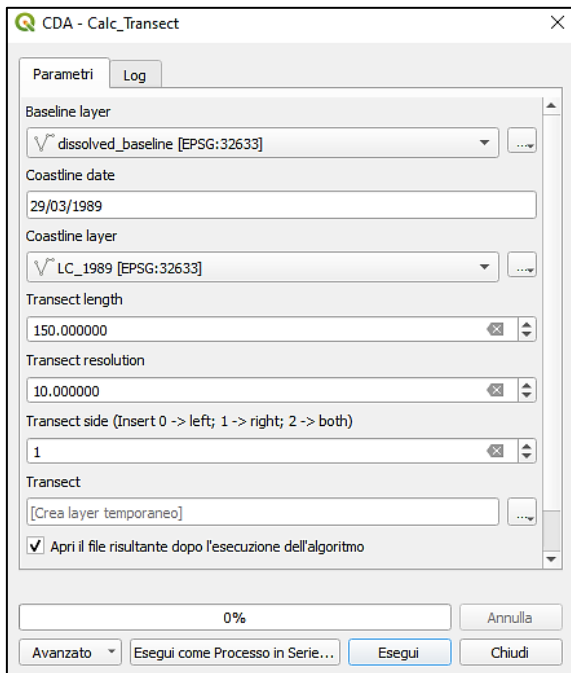 CDA - Calc_Transect
Parametri
Log
Baseline layer
dissolved_baseline [EPSG:32633]
...
Coastline date
29/03/1989
Coastline layer
LC_1989 [EPSG:32633]
...
Transect length
150.000000
Transect resolution
10.000000
Transect side (Insert 0 -> left; 1 -> right; 2 -> both)
1
Transect
[Crea layer temporaneo]
...
Apri il file risultante dopo l'esecuzione dell'algoritmo
0%
Annulla
Avanzato
Esegui come Processo in Serie...
Esegui
Chiudi